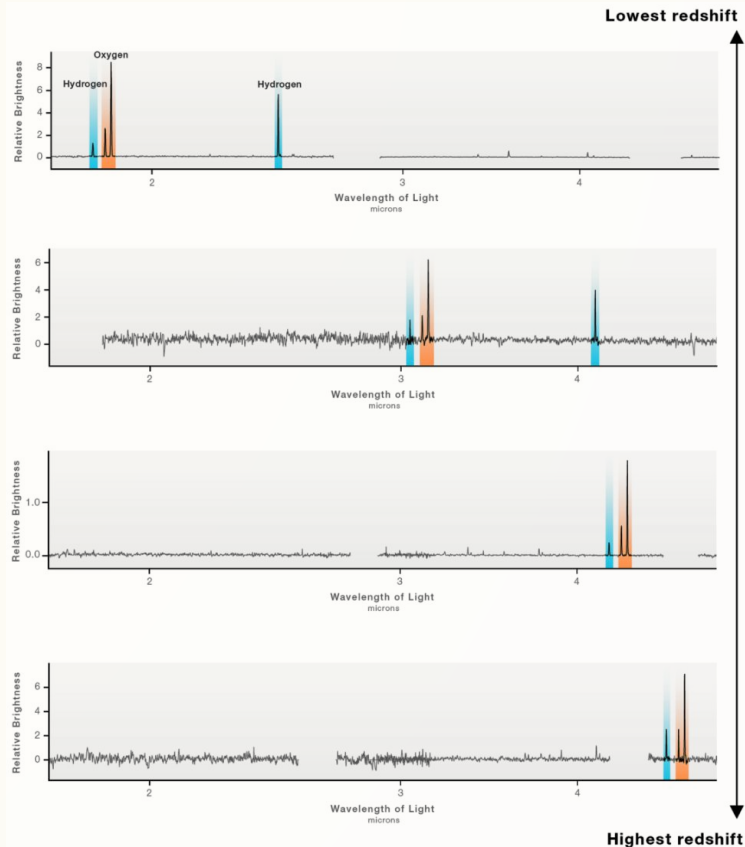 Lowest redshift
Oxygen
Hydrogen
Hydrogen
Relative Brightness
8
6
4
2
0
2
3
4
Wavelength of Light
microns
Relative Brightness
6
4
2
0
2
3
4
Wavelength of Light
microns
Relative Brightness
1.0
0.0
2
3
4
Wavelength of Light
microns
Relative Brightness
6
4
2
0
2
3
4
Wavelength of Light
microns
Highest redshift